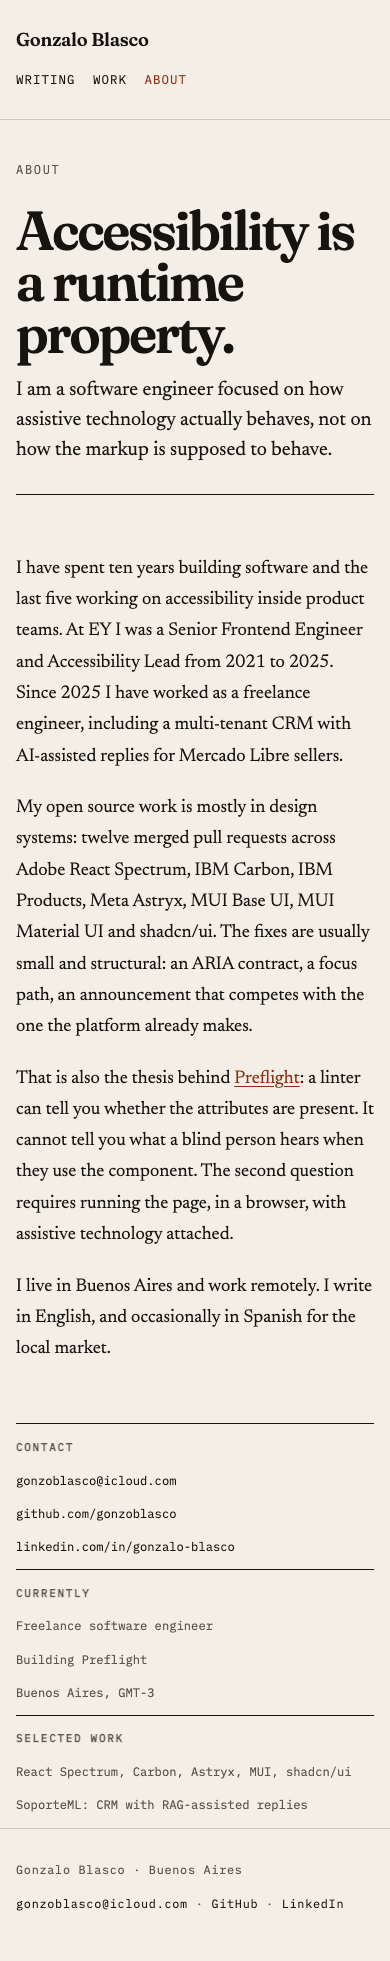 Gonzalo Blasco
WRITING WORK ABOUT
ABOUT
Accessibility is
a runtime
property.
I am a software engineer focused on how
assistive technology actually behaves, not on
how the markup is supposed to behave.
I have spent ten years building software and the
last five working on accessibility inside product
teams. At EY I was a Senior Frontend Engineer
and Accessibility Lead from 2021 to 2025.
Since 2025 I have worked as a freelance
engineer, including a multi-tenant CRM with
AI-assisted replies for Mercado Libre sellers.
My open source work is mostly in design
systems: twelve merged pull requests across
Adobe React Spectrum, IBM Carbon, IBM
Products, Meta Astryx, MUI Base UI, MUI
Material UI and shadcn/ui. The fixes are usually
small and structural: an ARIA contract, a focus
path, an announcement that competes with the
one the platform already makes.
That is also the thesis behind Preflight: a linter
can tell you whether the attributes are present. It
cannot tell you what a blind person hears when
they use the component. The second question
requires running the page, in a browser, with
assistive technology attached.
I live in Buenos Aires and work remotely. I write
in English, and occasionally in Spanish for the
local market.
CONTACT
gonzoblasco@icloud.com
github.com/gonzoblasco
linkedin.com/in/gonzalo-blasco
CURRENTLY
Freelance software engineer
Building Preflight
Buenos Aires, GMT-3
SELECTED WORK
React Spectrum, Carbon, Astryx, MUI, shadcn/ui
SoporteML: CRM with RAG-assisted replies
Gonzalo Blasco · Buenos Aires
gonzoblasco@icloud.com · GitHub · LinkedIn